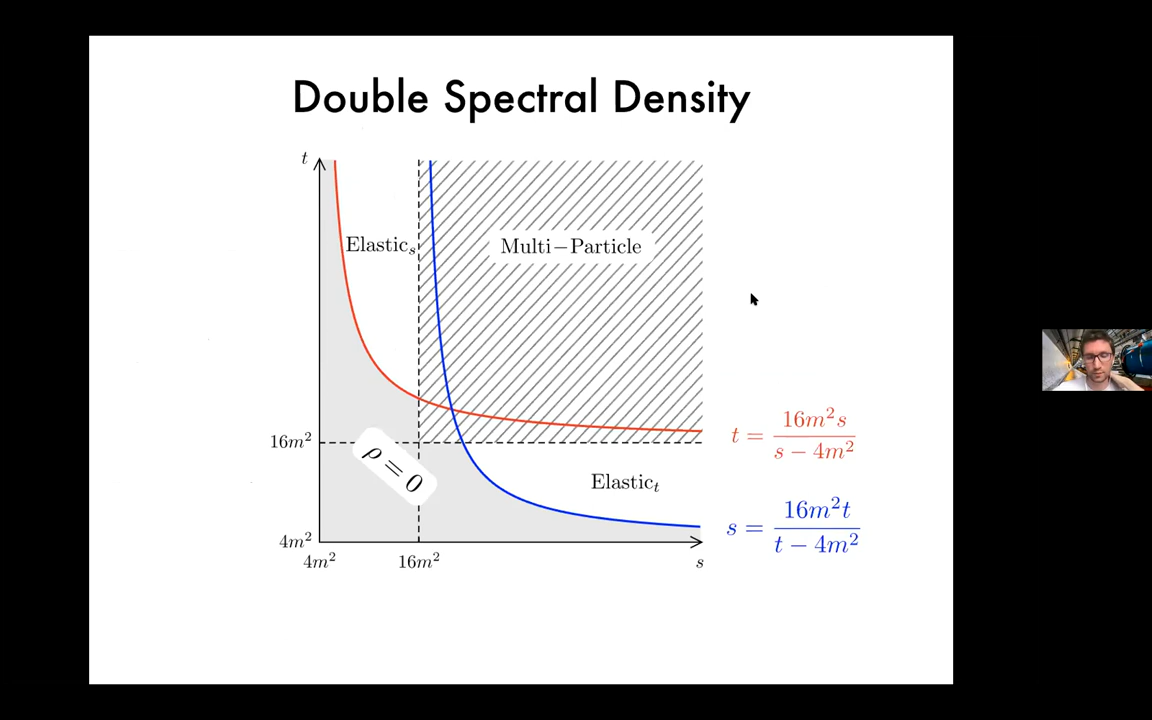 Double Spectral Density
t
Elastic_s
Multi−Particle
t = 16m²s / (s − 4m²)
16m²
ρ = 0
Elastic_t
s = 16m²t / (t − 4m²)
4m²
4m² 16m² s